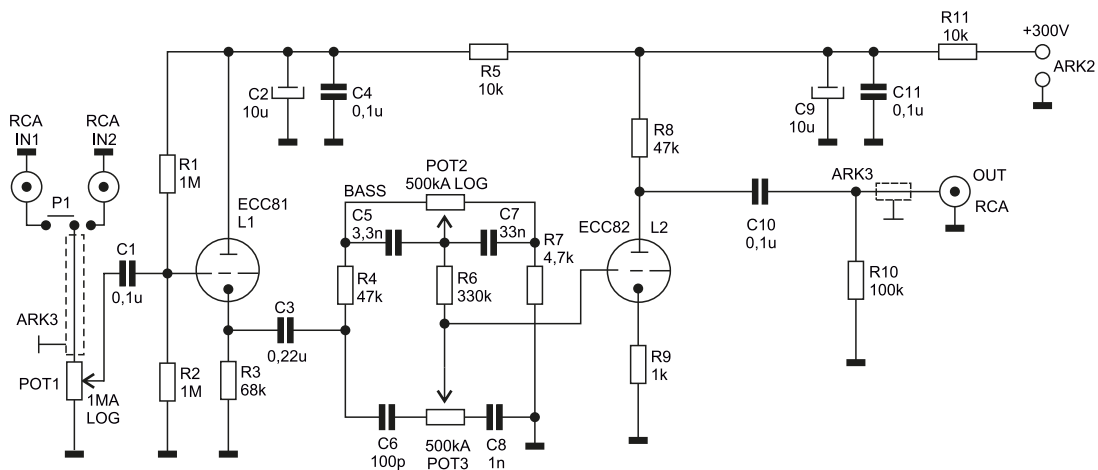 R11
10k
+300V
ARK2
R5
10k
C2
10u
C4
0,1u
C9
10u
C11
0,1u
RCA
IN1
RCA
IN2
P1
R1
1M
R8
47k
POT2
500kA LOG
BASS
ECC81
L1
C5
3,3n
C7
33n
R7
4,7k
ECC82
L2
ARK3
OUT
RCA
C10
0,1u
C1
0,1u
R4
47k
R6
330k
R10
100k
ARK3
C3
0,22u
POT1
1MA
LOG
R2
1M
R3
68k
R9
1k
C6
100p
500kA
POT3
C8
1n